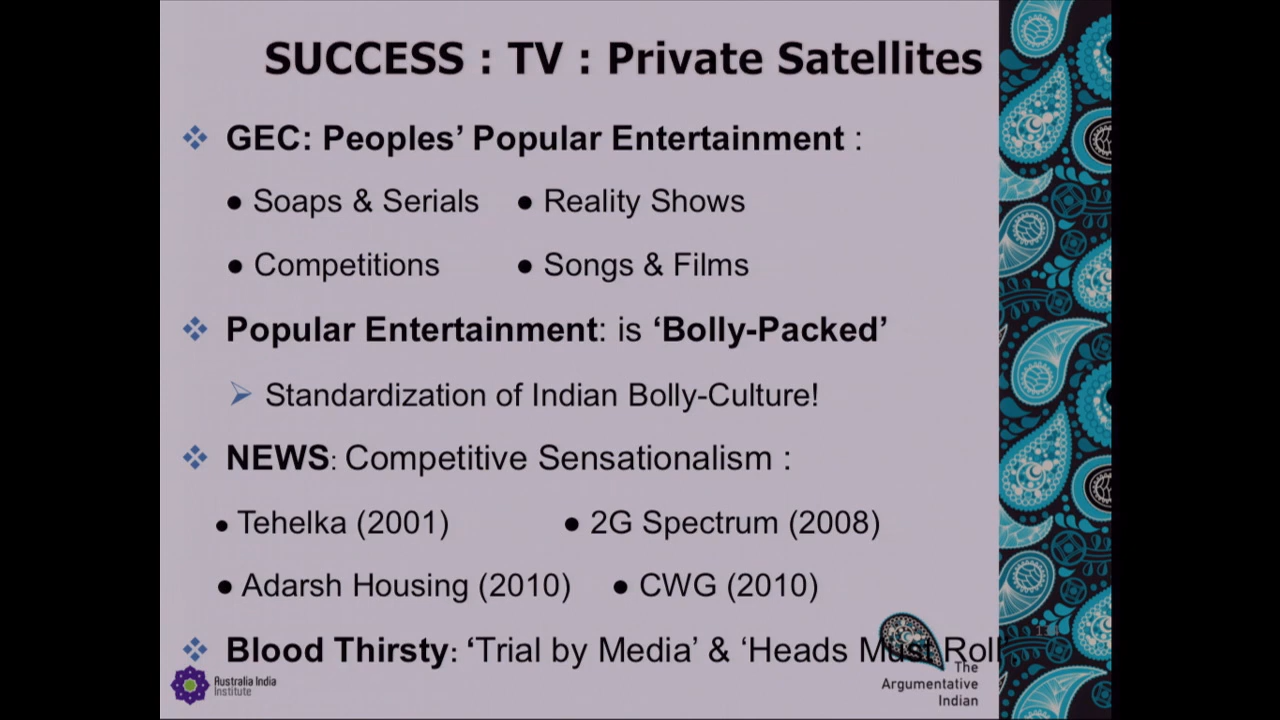 SUCCESS : TV : Private Satellites
GEC: Peoples’ Popular Entertainment :
● Soaps & Serials ● Reality Shows
● Competitions ● Songs & Films
Popular Entertainment: is ‘Bolly-Packed’
Standardization of Indian Bolly-Culture!
NEWS: Competitive Sensationalism :
● Tehelka (2001) ● 2G Spectrum (2008)
● Adarsh Housing (2010) ● CWG (2010)
Blood Thirsty: ‘Trial by Media’ & ‘Heads Must Roll’
Australia India
Institute
The
Argumentative
Indian